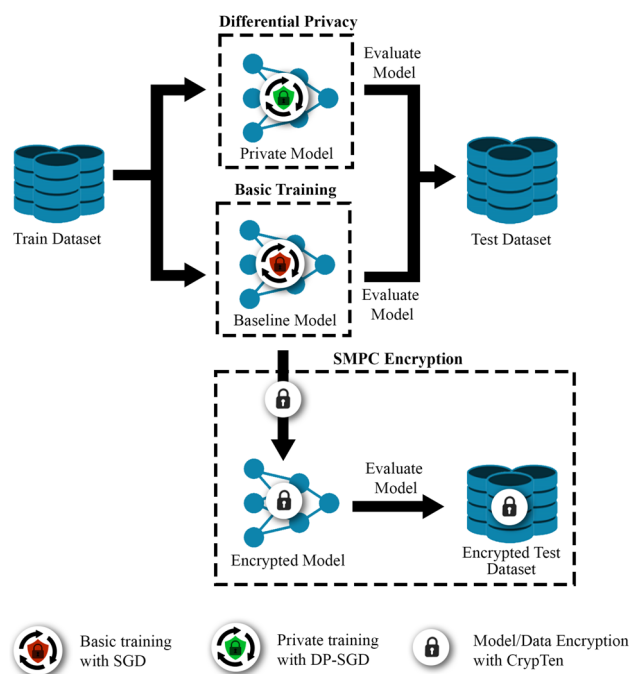 Differential Privacy
Evaluate
Model
Private Model
Train Dataset
Test Dataset
Basic Training
Baseline Model
Evaluate
Model
SMPC Encryption
Evaluate
Model
Encrypted Model
Encrypted Test
Dataset
Basic training
with SGD
Private training
with DP-SGD
Model/Data Encryption
with CrypTen